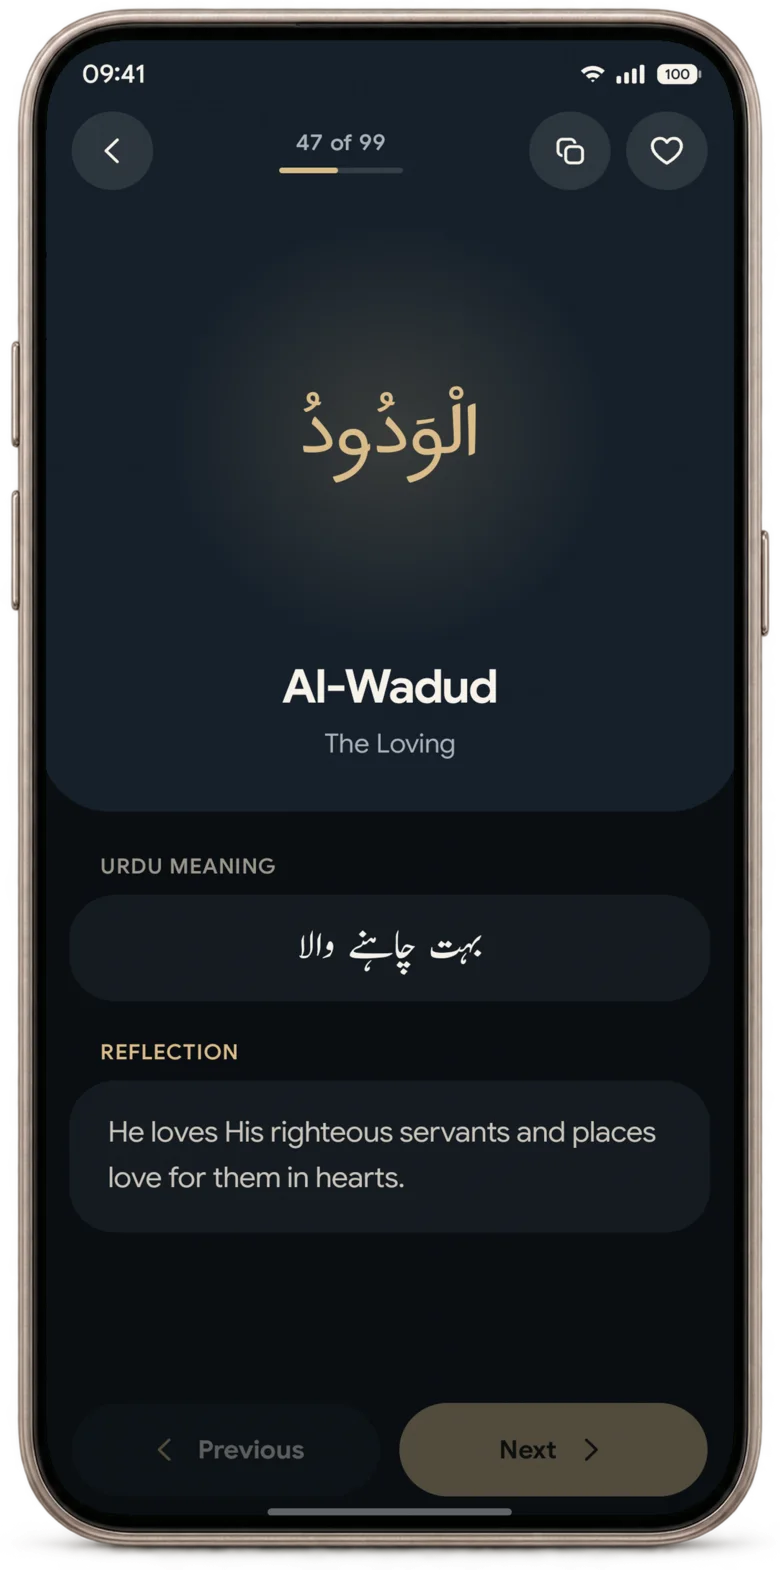 09:41
100
47 of 99
الْوَدُودُ
Al-Wadud
The Loving
URDU MEANING
بہت چاہنے والا
REFLECTION
He loves His righteous servants and places
love for them in hearts.
Previous
Next